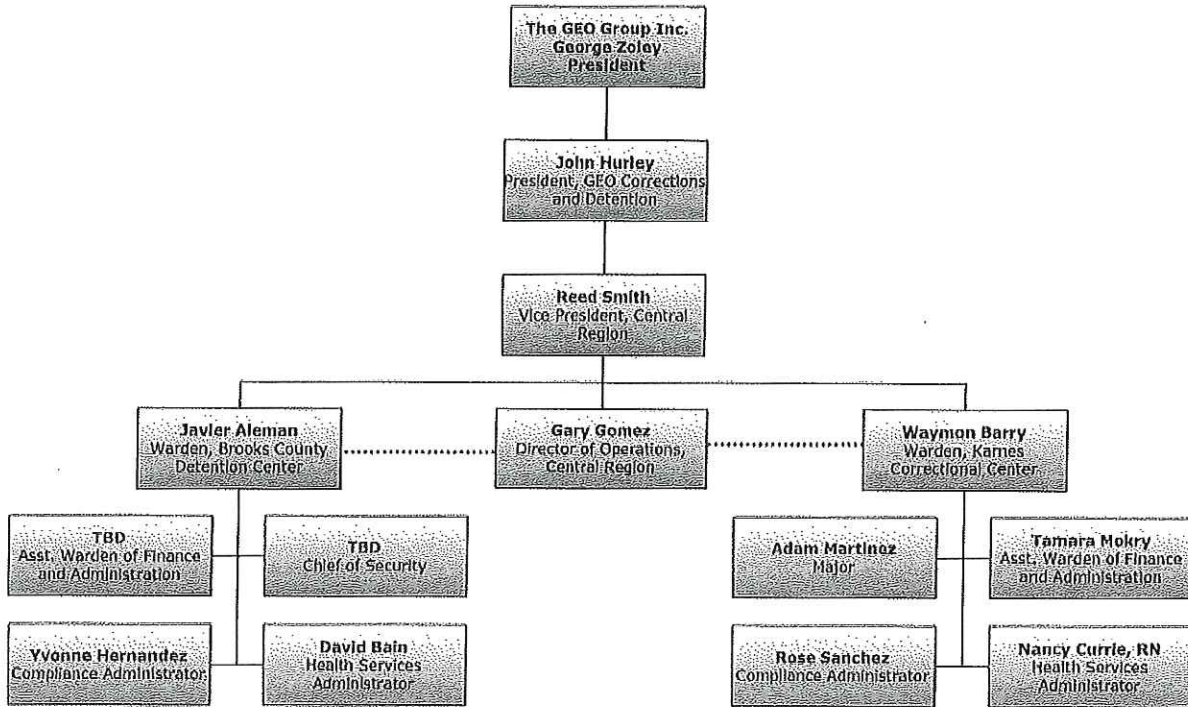 The GEO Group Inc.
George Zoley
President
John Hurley
President, GEO Corrections
and Detention
Reed Smith
Vice President, Central
Region
Javier Aleman
Warden, Brooks County
Detention Center
Gary Gomez
Director of Operations,
Central Region
Waymon Barry
Warden, Karnes
Correctional Center
TBD
Asst. Warden of Finance
and Administration
TBD
Chief of Security
Adam Martinez
Major
Tamara Mokry
Asst. Warden of Finance
and Administration
Yvonne Hernandez
Compliance Administrator
David Bain
Health Services
Administrator
Rose Sanchez
Compliance Administrator
Nancy Currie, RN
Health Services
Administrator